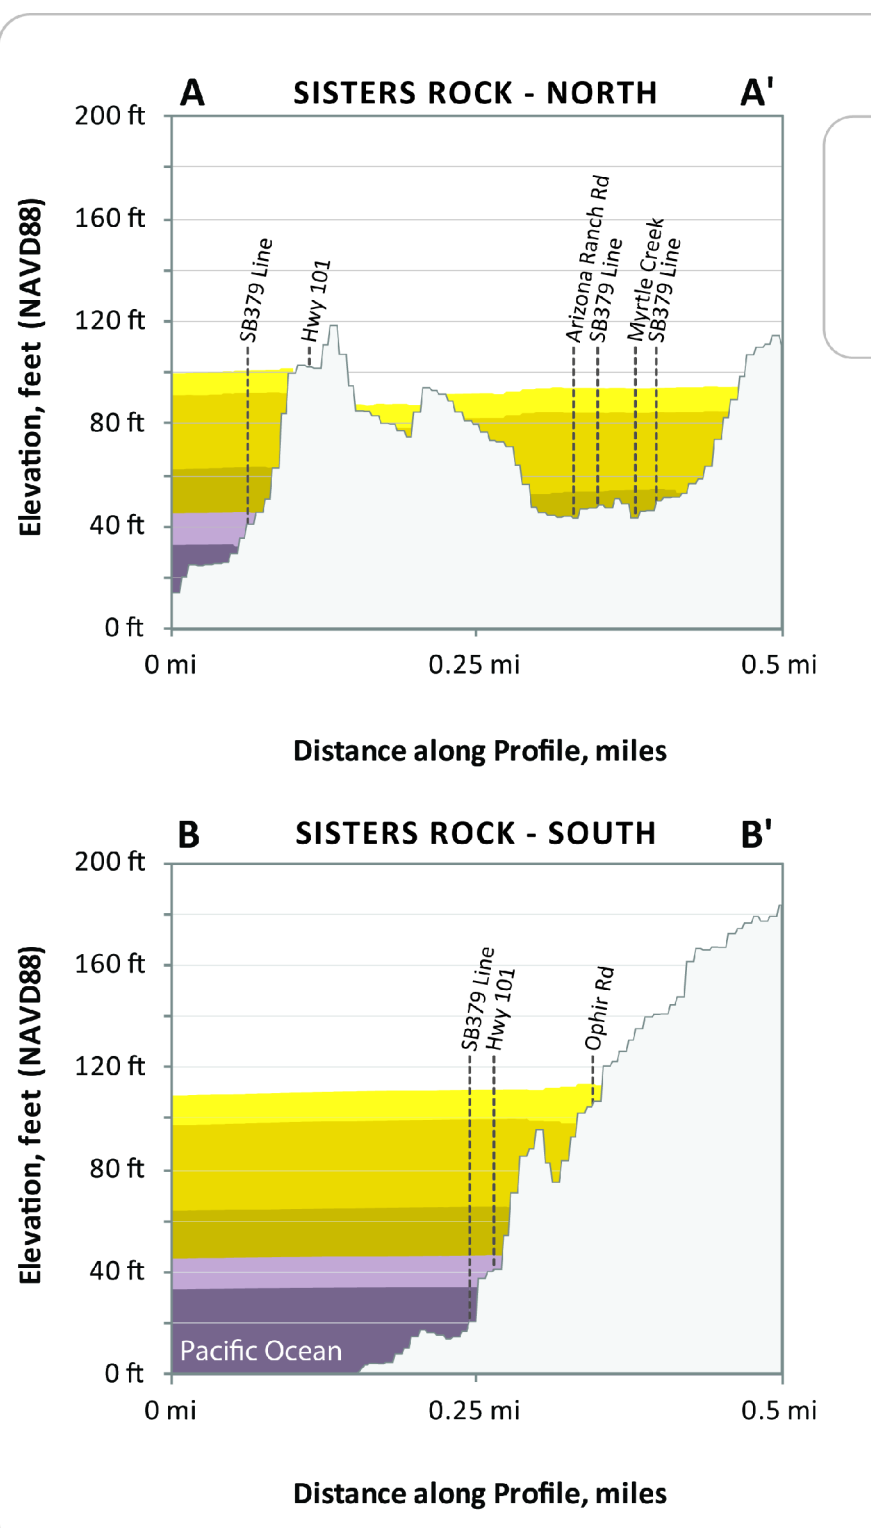 A SISTERS ROCK - NORTH A'
200 ft
160 ft
120 ft
80 ft
40 ft
0 ft
Elevation, feet (NAVD88)
SB379 Line
Hwy 101
Arizona Ranch Rd
SB379 Line
Myrtle Creek
SB379 Line
0 mi 0.25 mi 0.5 mi
Distance along Profile, miles
B SISTERS ROCK - SOUTH B'
200 ft
160 ft
120 ft
80 ft
40 ft
0 ft
Elevation, feet (NAVD88)
SB379 Line
Hwy 101
Ophir Rd
Pacific Ocean
0 mi 0.25 mi 0.5 mi
Distance along Profile, miles